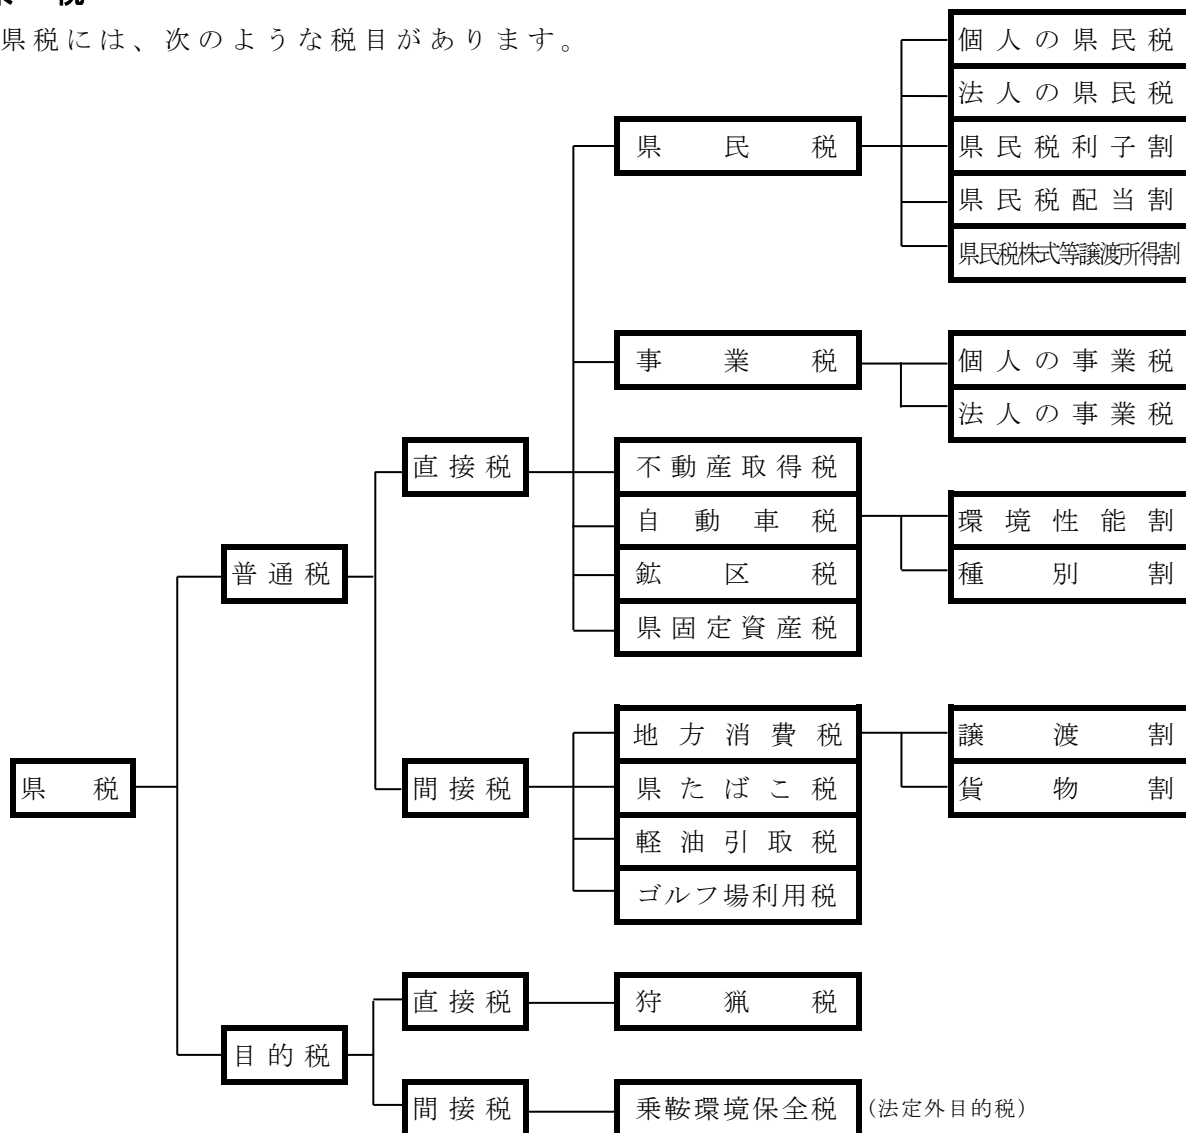 県税には、次のような税目があります。
個人の県民税
法人の県民税
県民税
県民税利子割
県民税配当割
県民税株式等譲渡所得割
事業税
個人の事業税
法人の事業税
直接税
不動産取得税
自動車税
環境性能割
普通税
鉱区税
種別割
県固定資産税
地方消費税
譲渡割
県税
間接税
県たばこ税
貨物割
軽油引取税
ゴルフ場利用税
直接税
狩猟税
目的税
間接税
乗鞍環境保全税
(法定外目的税)